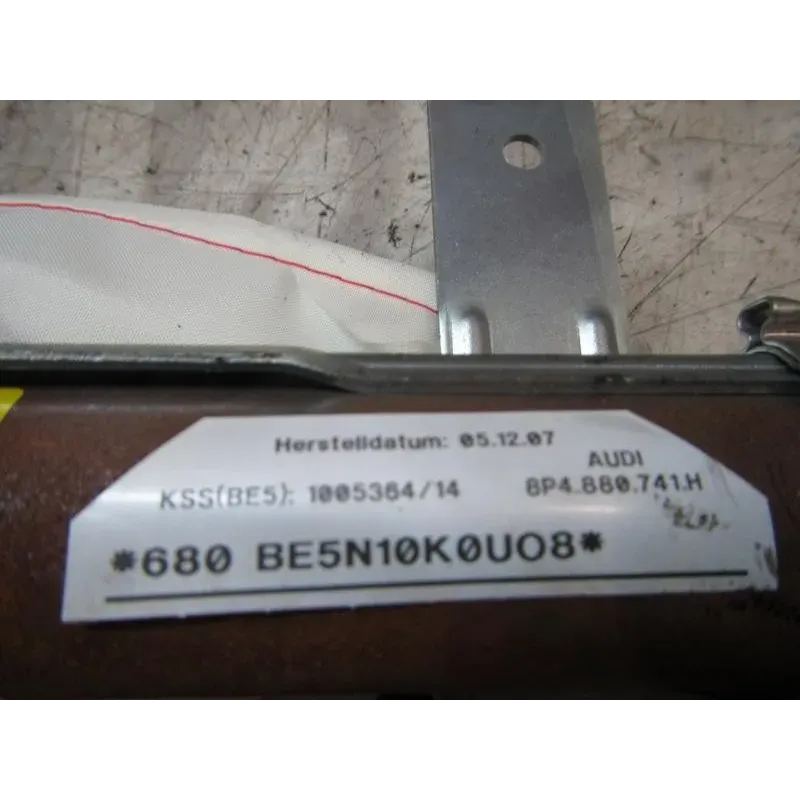 Herstelldatum: 05.12.07
AUDI
KSS(BE5): 1005364/14
8P4.880.741.H
*680 BE5N10K0UO8*